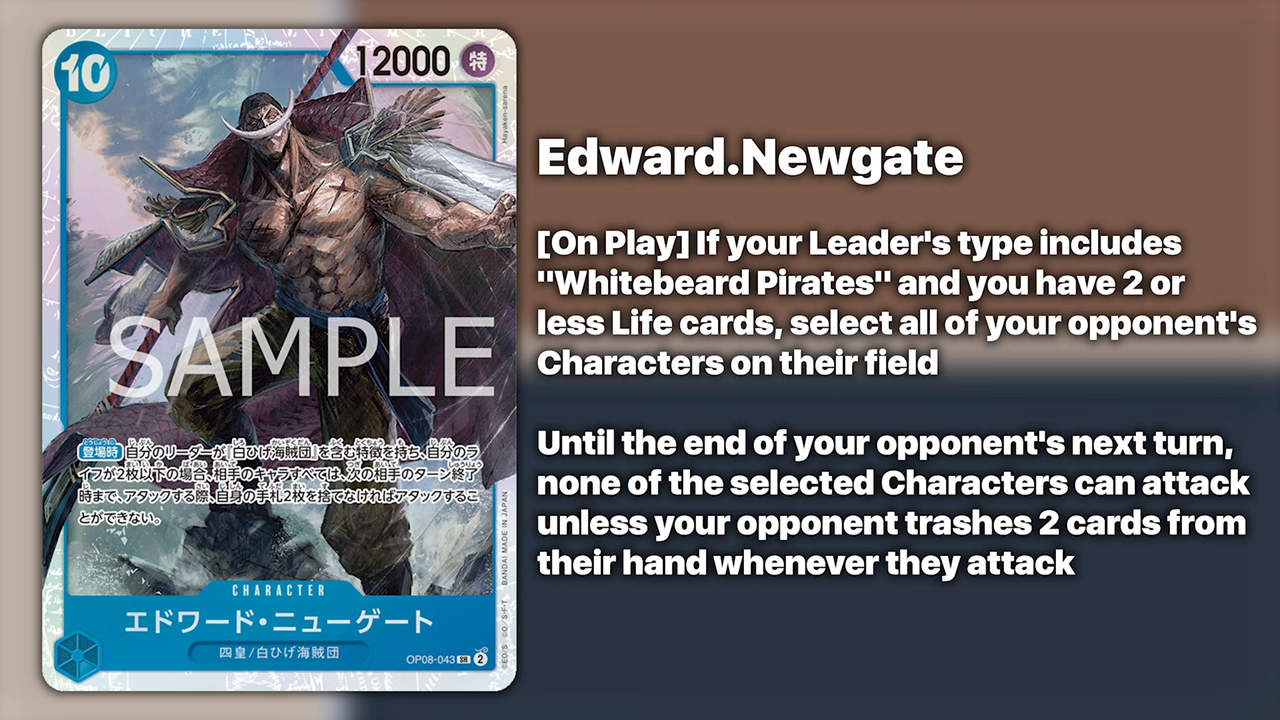 10
12000 特
Hayaken-sarena
SAMPLE
登場時 自分のリーダーが『白ひげ海賊団』を含む特徴を持ち、自分のラ
イフが2枚以下の場合、相手のキャラすべては、次の相手のターン終了
時まで、アタックする際、自身の手札2枚を捨てなければアタックするこ
とができない。
CHARACTER
エドワード・ニューゲート
四皇/白ひげ海賊団
OP08-043 SR 2
©E.O/S ©O/S・F・T BANDAI MADE IN JAPAN
Edward.Newgate
[On Play] If your Leader's type includes
"Whitebeard Pirates" and you have 2 or
less Life cards, select all of your opponent's
Characters on their field
Until the end of your opponent's next turn,
none of the selected Characters can attack
unless your opponent trashes 2 cards from
their hand whenever they attack